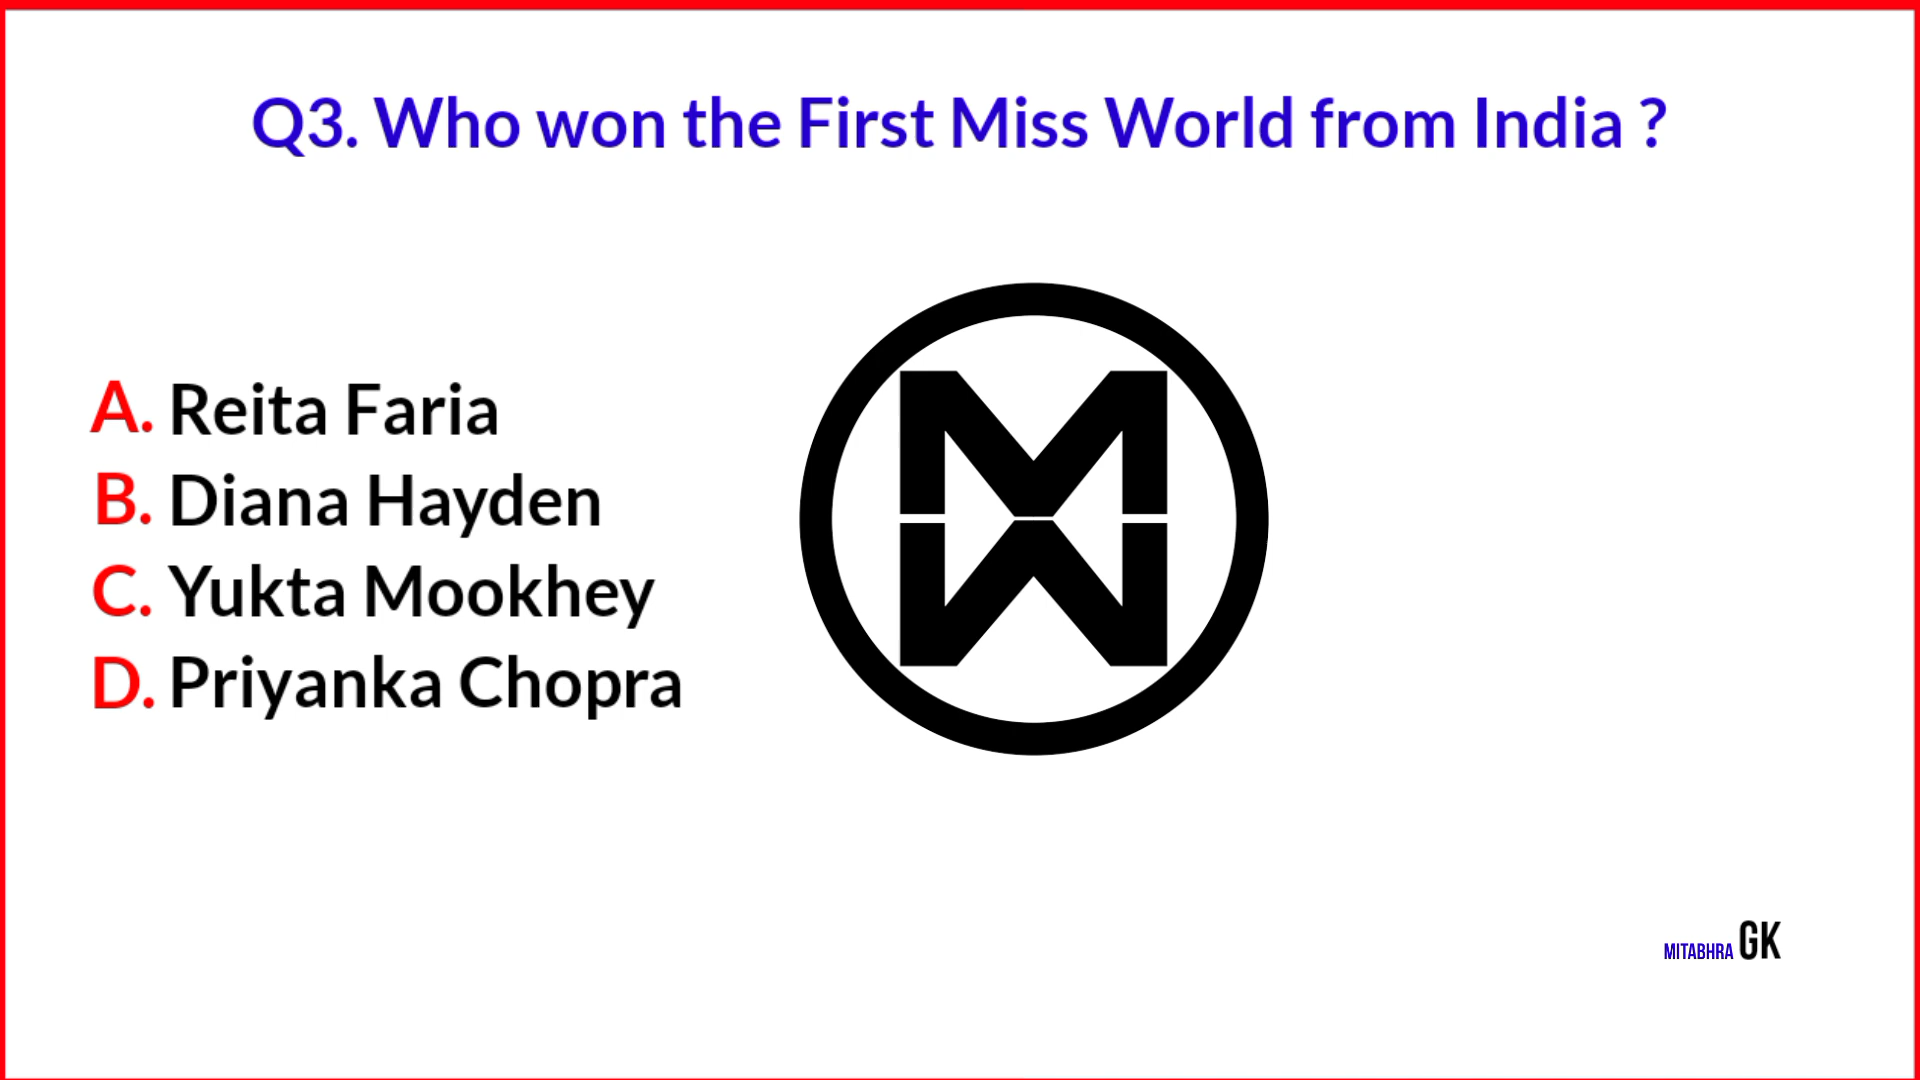 Q3. Who won the First Miss World from India ?
A. Reita Faria
B. Diana Hayden
C. Yukta Mookhey
D. Priyanka Chopra
MITABHRA GK